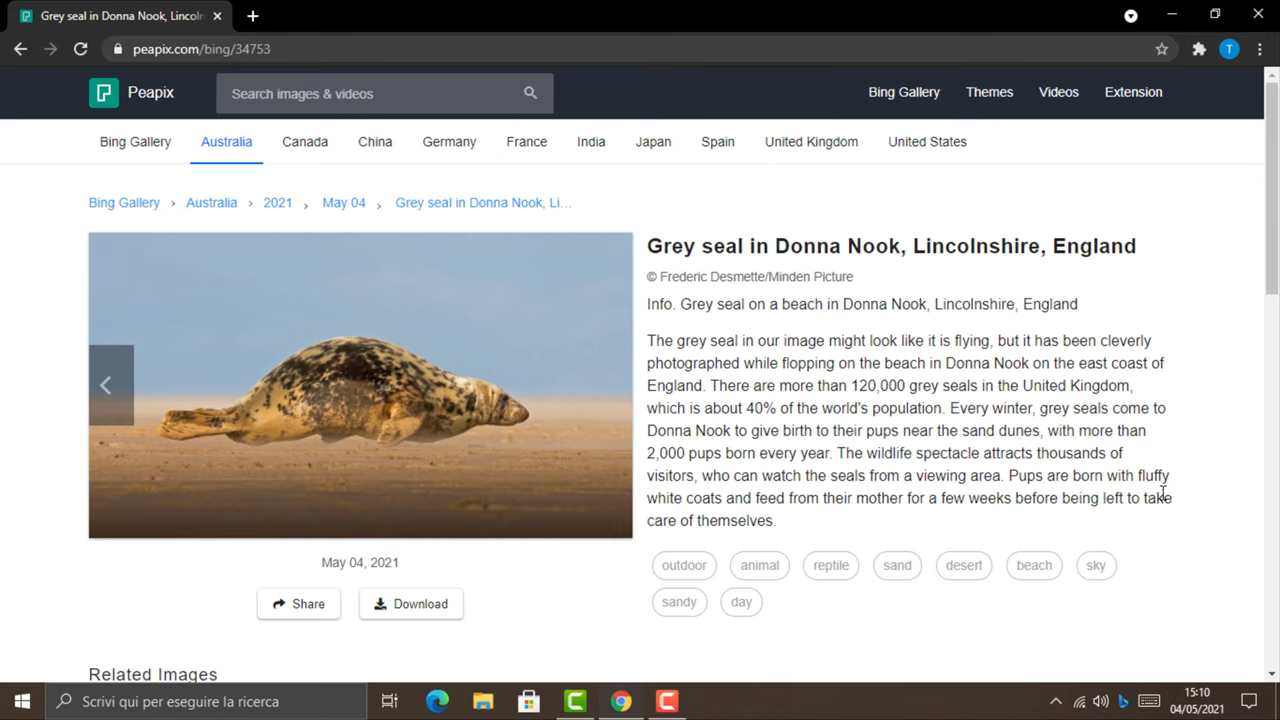 Grey seal in Donna Nook, Lincoln
peapix.com/bing/34753
T
Peapix
Search images & videos
Bing Gallery Themes Videos Extension
Bing Gallery Australia Canada China Germany France India Japan Spain United Kingdom United States
Bing Gallery › Australia › 2021 › May 04 › Grey seal in Donna Nook, Li...
Grey seal in Donna Nook, Lincolnshire, England
© Frederic Desmette/Minden Picture
Info. Grey seal on a beach in Donna Nook, Lincolnshire, England
The grey seal in our image might look like it is flying, but it has been cleverly
photographed while flopping on the beach in Donna Nook on the east coast of
England. There are more than 120,000 grey seals in the United Kingdom,
which is about 40% of the world's population. Every winter, grey seals come to
Donna Nook to give birth to their pups near the sand dunes, with more than
2,000 pups born every year. The wildlife spectacle attracts thousands of
visitors, who can watch the seals from a viewing area. Pups are born with fluffy
white coats and feed from their mother for a few weeks before being left to take
care of themselves.
May 04, 2021
Share Download
outdoor animal reptile sand desert beach sky
sandy day
Related Images
Scrivi qui per eseguire la ricerca
15:10
04/05/2021